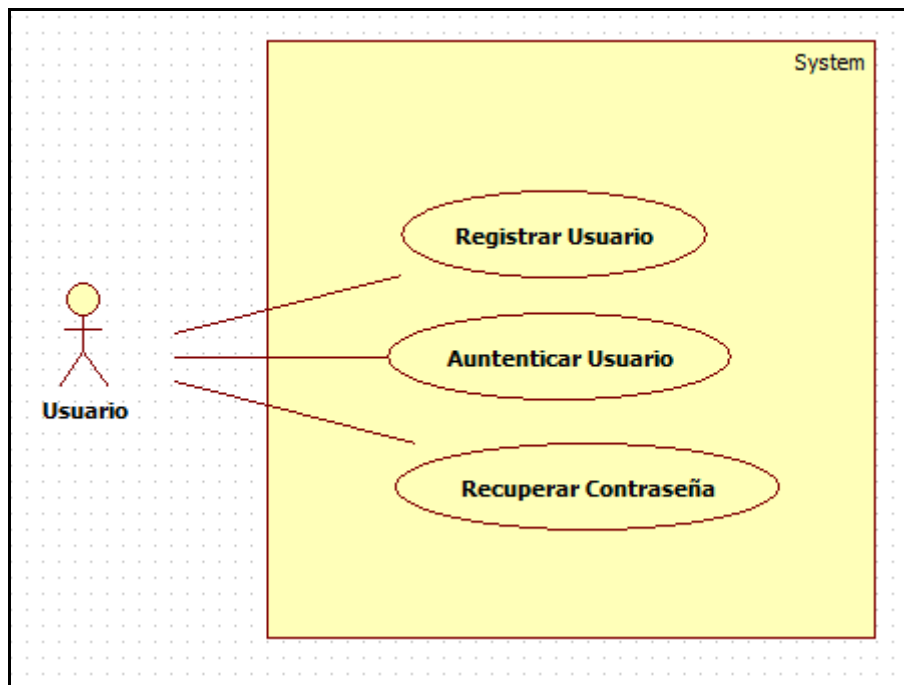 System
Registrar Usuario
Auntenticar Usuario
Usuario
Recuperar Contraseña